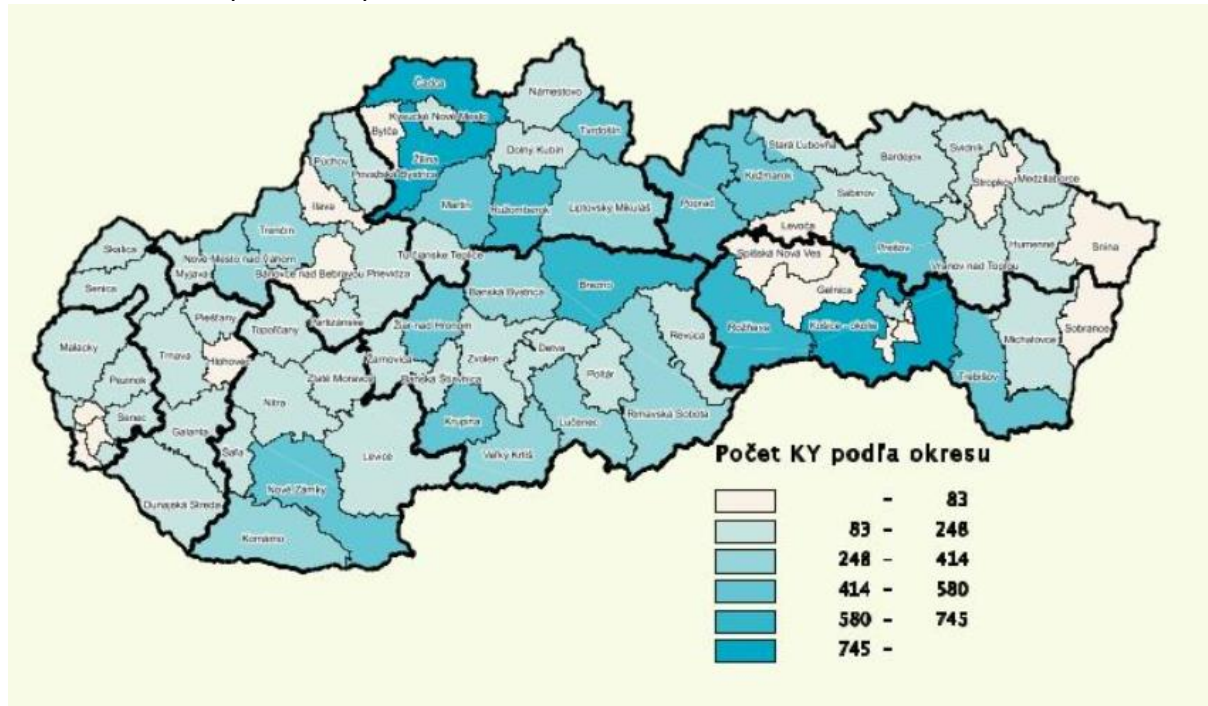 Námestovo
Čadca
Kysucké Nové Mesto
Bytča
Tvrdošín
Dolný Kubín
Stará Ľubovňa
Bardejov
Svidník
Stropkov
Medzilaborce
Púchov
Žilina
Považská Bystrica
Kežmarok
Sabinov
Ilava
Martin
Ružomberok
Liptovský Mikuláš
Poprad
Levoča
Prešov
Humenné
Snina
Trenčín
Skalica
Nové Mesto nad Váhom
Turčianske Teplice
Spišská Nová Ves
Vranov nad Topľou
Myjava
Bánovce nad Bebravou
Prievidza
Senica
Banská Bystrica
Brezno
Gelnica
Piešťany
Topoľčany
Partizánske
Žiar nad Hronom
Rožňava
Košice - okolie
Sobrance
Malacky
Trnava
Hlohovec
Žarnovica
Zvolen
Detva
Revúca
Michalovce
Pezinok
Zlaté Moravce
Banská Štiavnica
Poltár
Trebišov
Nitra
Senec
Galanta
Krupina
Lučenec
Rimavská Sobota
Šaľa
Levice
Veľký Krtíš
Dunajská Streda
Nové Zámky
Komárno
Počet KY podľa okresu
- 83
83 - 248
248 - 414
414 - 580
580 - 745
745 -